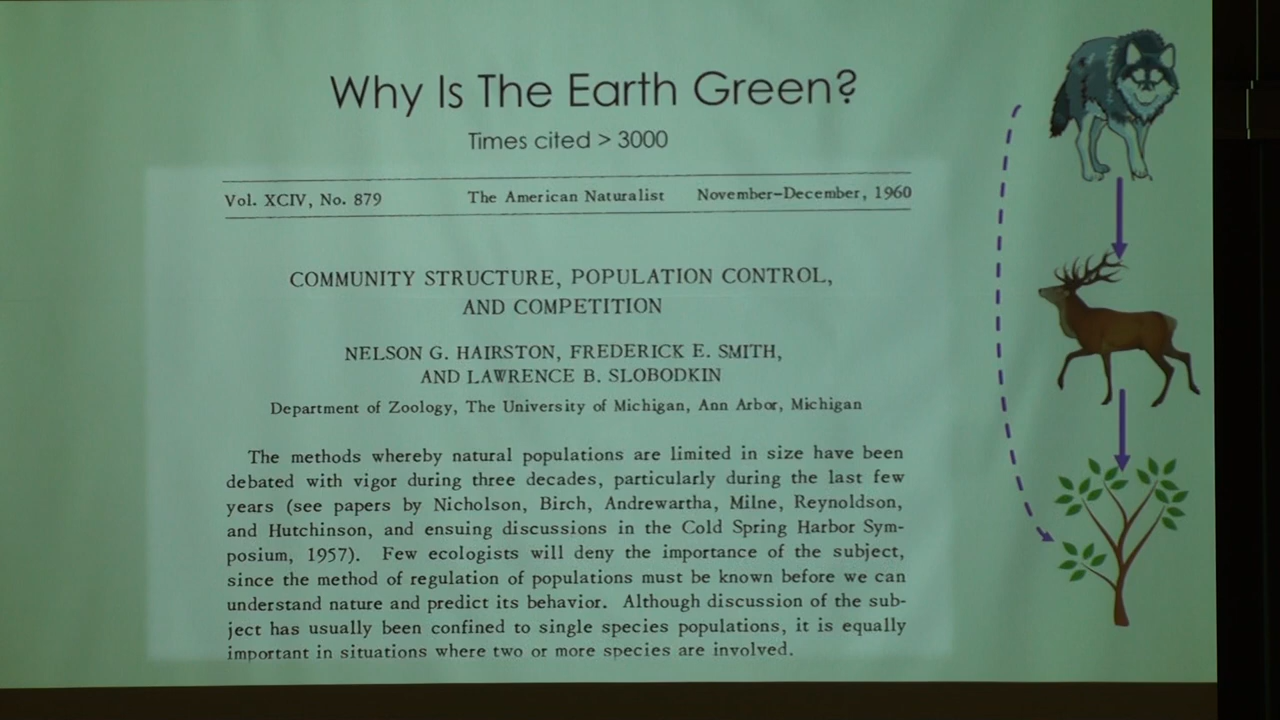 Why Is The Earth Green?
Times cited > 3000
Vol. XCIV, No. 879 The American Naturalist November-December, 1960
COMMUNITY STRUCTURE, POPULATION CONTROL,
AND COMPETITION
NELSON G. HAIRSTON, FREDERICK E. SMITH,
AND LAWRENCE B. SLOBODKIN
Department of Zoology, The University of Michigan, Ann Arbor, Michigan
The methods whereby natural populations are limited in size have been
debated with vigor during three decades, particularly during the last few
years (see papers by Nicholson, Birch, Andrewartha, Milne, Reynoldson,
and Hutchinson, and ensuing discussions in the Cold Spring Harbor Sym-
posium, 1957). Few ecologists will deny the importance of the subject,
since the method of regulation of populations must be known before we can
understand nature and predict its behavior. Although discussion of the sub-
ject has usually been confined to single species populations, it is equally
important in situations where two or more species are involved.